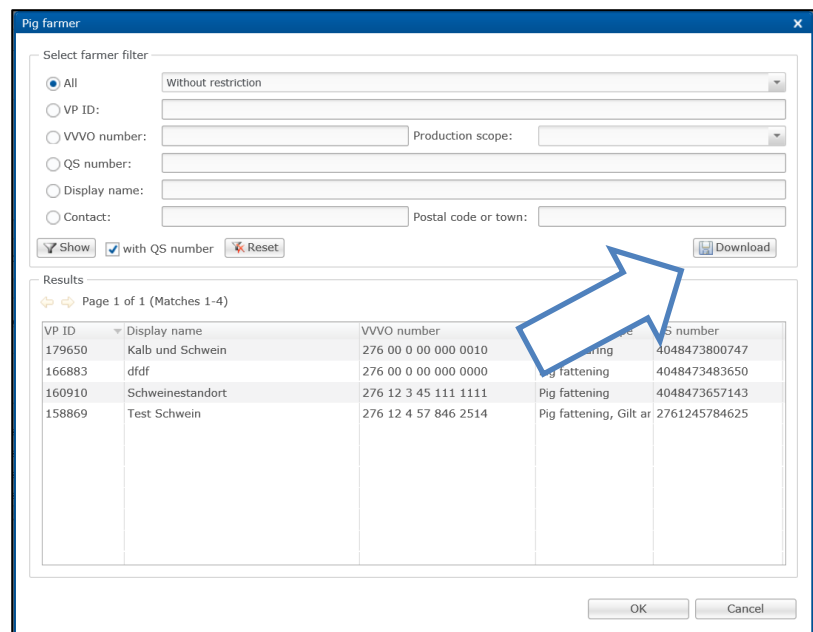 Pig farmer x
Select farmer filter
All Without restriction
VP ID:
VVVO number: Production scope:
QS number:
Display name:
Contact: Postal code or town:
Show with QS number Reset Download
Results
Page 1 of 1 (Matches 1-4)
VP ID Display name VVVO number number
179650 Kalb und Schwein 276 00 0 00 000 0010 4048473800747
166883 dfdf 276 00 0 00 000 0000 Pig fattening 4048473483650
160910 Schweinestandort 276 12 3 45 111 1111 Pig fattening 4048473657143
158869 Test Schwein 276 12 4 57 846 2514 Pig fattening, Gilt ar 2761245784625
OK Cancel